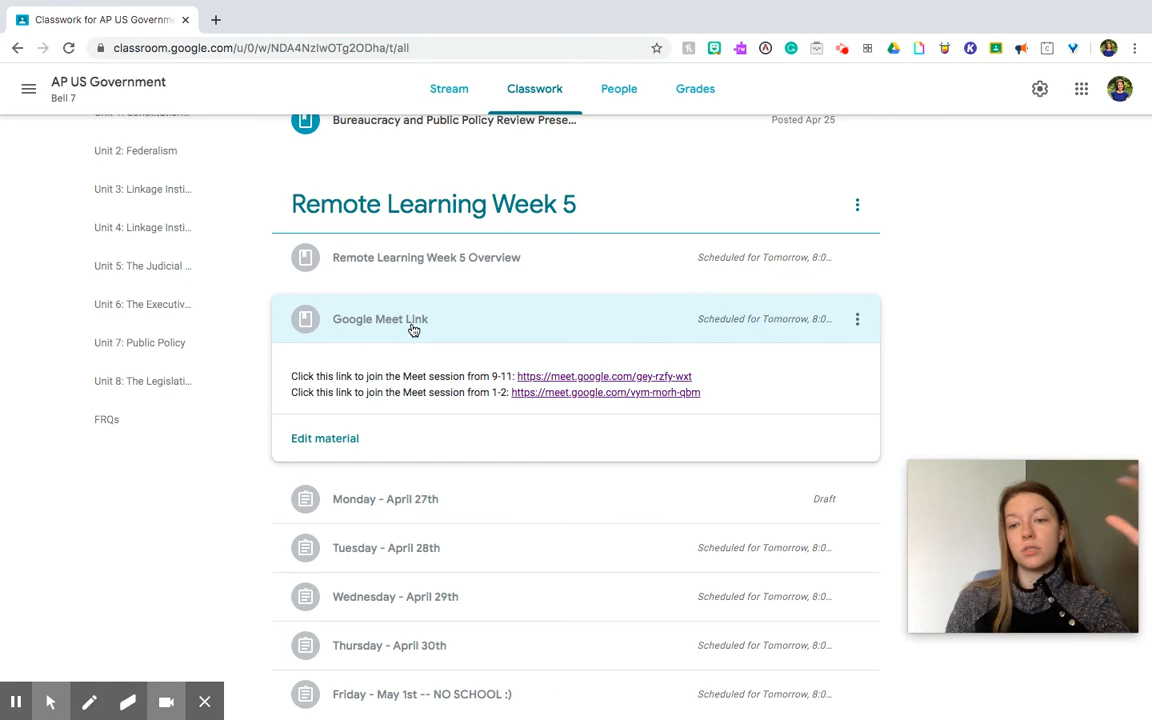 Classwork for AP US Governme
classroom.google.com/u/0/w/NDA4NzIwOTg2ODha/t/all
AP US Government
Bell 7
Stream
Classwork
People
Grades
Unit 2: Federalism
Unit 3: Linkage Insti...
Unit 4: Linkage Insti...
Unit 5: The Judicial ...
Unit 6: The Executiv...
Unit 7: Public Policy
Unit 8: The Legislati...
FRQs
Bureaucracy and Public Policy Review Prese...
Posted Apr 25
Remote Learning Week 5
Remote Learning Week 5 Overview
Scheduled for Tomorrow, 8:0...
Google Meet Link
Scheduled for Tomorrow, 8:0...
Click this link to join the Meet session from 9-11: https://meet.google.com/gey-rzfy-wxt
Click this link to join the Meet session from 1-2: https://meet.google.com/vym-morh-qbm
Edit material
Monday - April 27th
Draft
Tuesday - April 28th
Scheduled for Tomorrow, 8:0...
Wednesday - April 29th
Scheduled for Tomorrow, 8:0...
Thursday - April 30th
Scheduled for Tomorrow, 8:0...
Friday - May 1st -- NO SCHOOL :)
Scheduled for Tomorrow, 8:0...